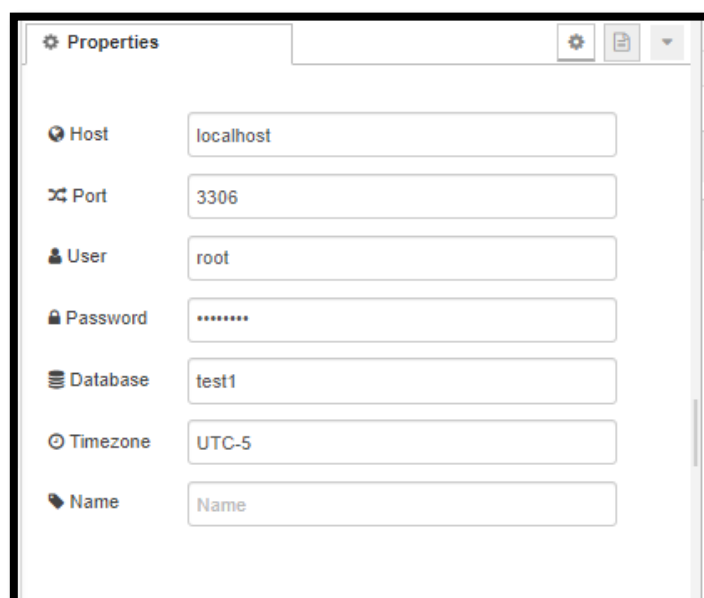 Properties
Host localhost
Port 3306
User root
Password ••••••••
Database test1
Timezone UTC-5
Name Name